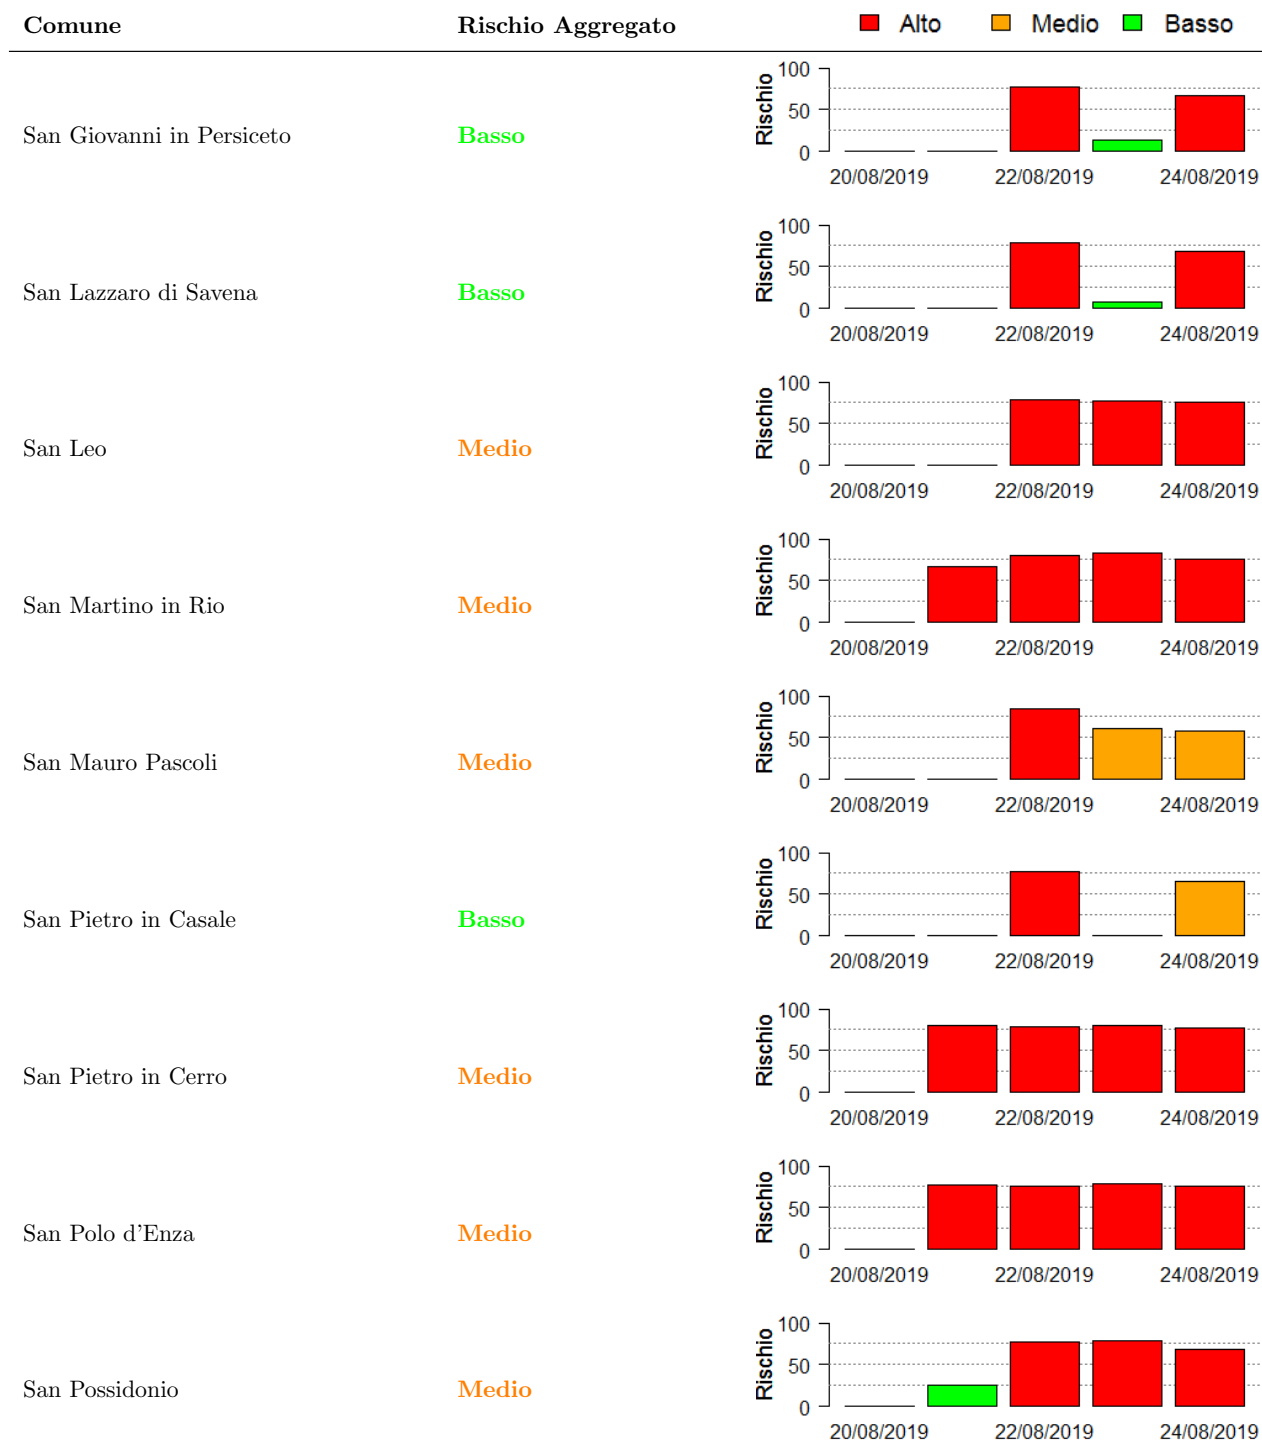 Comune Rischio Aggregato Alto Medio Basso
San Giovanni in Persiceto Basso
Rischio
100
50
0
20/08/2019 22/08/2019 24/08/2019
San Lazzaro di Savena Basso
Rischio
100
50
0
20/08/2019 22/08/2019 24/08/2019
San Leo Medio
Rischio
100
50
0
20/08/2019 22/08/2019 24/08/2019
San Martino in Rio Medio
Rischio
100
50
0
20/08/2019 22/08/2019 24/08/2019
San Mauro Pascoli Medio
Rischio
100
50
0
20/08/2019 22/08/2019 24/08/2019
San Pietro in Casale Basso
Rischio
100
50
0
20/08/2019 22/08/2019 24/08/2019
San Pietro in Cerro Medio
Rischio
100
50
0
20/08/2019 22/08/2019 24/08/2019
San Polo d'Enza Medio
Rischio
100
50
0
20/08/2019 22/08/2019 24/08/2019
San Possidonio Medio
Rischio
100
50
0
20/08/2019 22/08/2019 24/08/2019